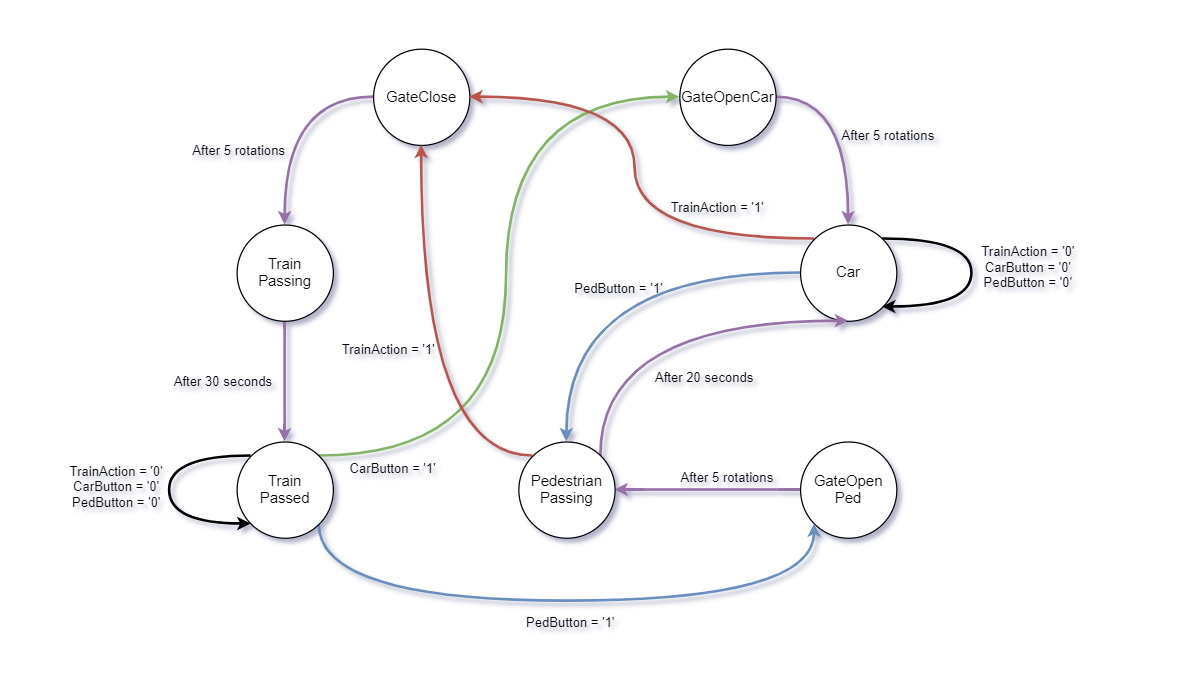 GateClose
GateOpenCar
After 5 rotations
After 5 rotations
TrainAction = '1'
Train
Passing
Car
TrainAction = '0'
CarButton = '0'
PedButton = '0'
PedButton = '1'
TrainAction = '1'
After 30 seconds
After 20 seconds
TrainAction = '0'
CarButton = '0'
PedButton = '0'
Train
Passed
CarButton = '1'
Pedestrian
Passing
After 5 rotations
GateOpen
Ped
PedButton = '1'